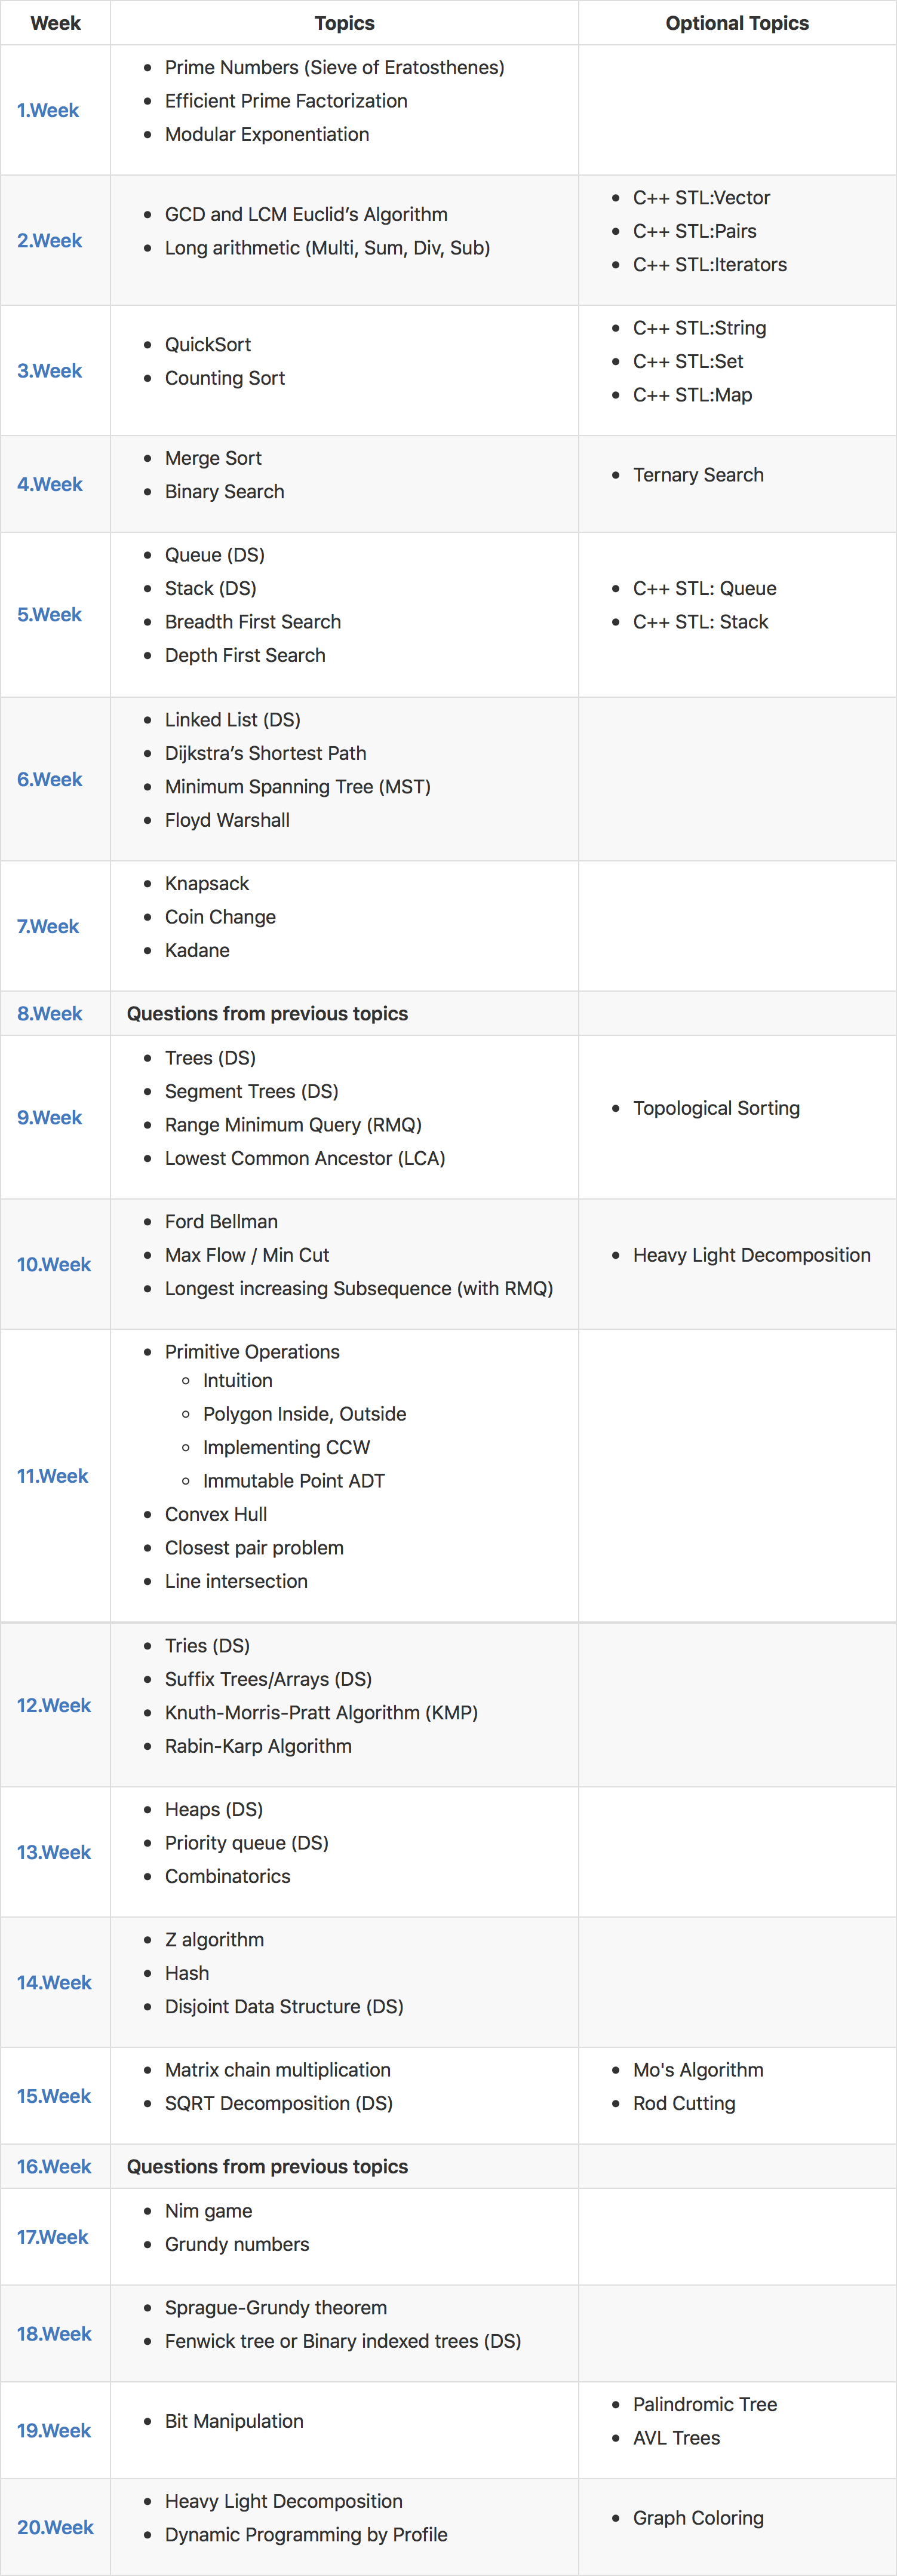 Week Topics Optional Topics
1.Week
Prime Numbers (Sieve of Eratosthenes)
Efficient Prime Factorization
Modular Exponentiation
2.Week
GCD and LCM Euclid’s Algorithm
Long arithmetic (Multi, Sum, Div, Sub)
C++ STL:Vector
C++ STL:Pairs
C++ STL:Iterators
3.Week
QuickSort
Counting Sort
C++ STL:String
C++ STL:Set
C++ STL:Map
4.Week
Merge Sort
Binary Search
Ternary Search
5.Week
Queue (DS)
Stack (DS)
Breadth First Search
Depth First Search
C++ STL: Queue
C++ STL: Stack
6.Week
Linked List (DS)
Dijkstra’s Shortest Path
Minimum Spanning Tree (MST)
Floyd Warshall
7.Week
Knapsack
Coin Change
Kadane
8.Week
Questions from previous topics
9.Week
Trees (DS)
Segment Trees (DS)
Range Minimum Query (RMQ)
Lowest Common Ancestor (LCA)
Topological Sorting
10.Week
Ford Bellman
Max Flow / Min Cut
Longest increasing Subsequence (with RMQ)
Heavy Light Decomposition
11.Week
Primitive Operations
Intuition
Polygon Inside, Outside
Implementing CCW
Immutable Point ADT
Convex Hull
Closest pair problem
Line intersection
12.Week
Tries (DS)
Suffix Trees/Arrays (DS)
Knuth-Morris-Pratt Algorithm (KMP)
Rabin-Karp Algorithm
13.Week
Heaps (DS)
Priority queue (DS)
Combinatorics
14.Week
Z algorithm
Hash
Disjoint Data Structure (DS)
15.Week
Matrix chain multiplication
SQRT Decomposition (DS)
Mo's Algorithm
Rod Cutting
16.Week
Questions from previous topics
17.Week
Nim game
Grundy numbers
18.Week
Sprague-Grundy theorem
Fenwick tree or Binary indexed trees (DS)
19.Week
Bit Manipulation
Palindromic Tree
AVL Trees
20.Week
Heavy Light Decomposition
Dynamic Programming by Profile
Graph Coloring